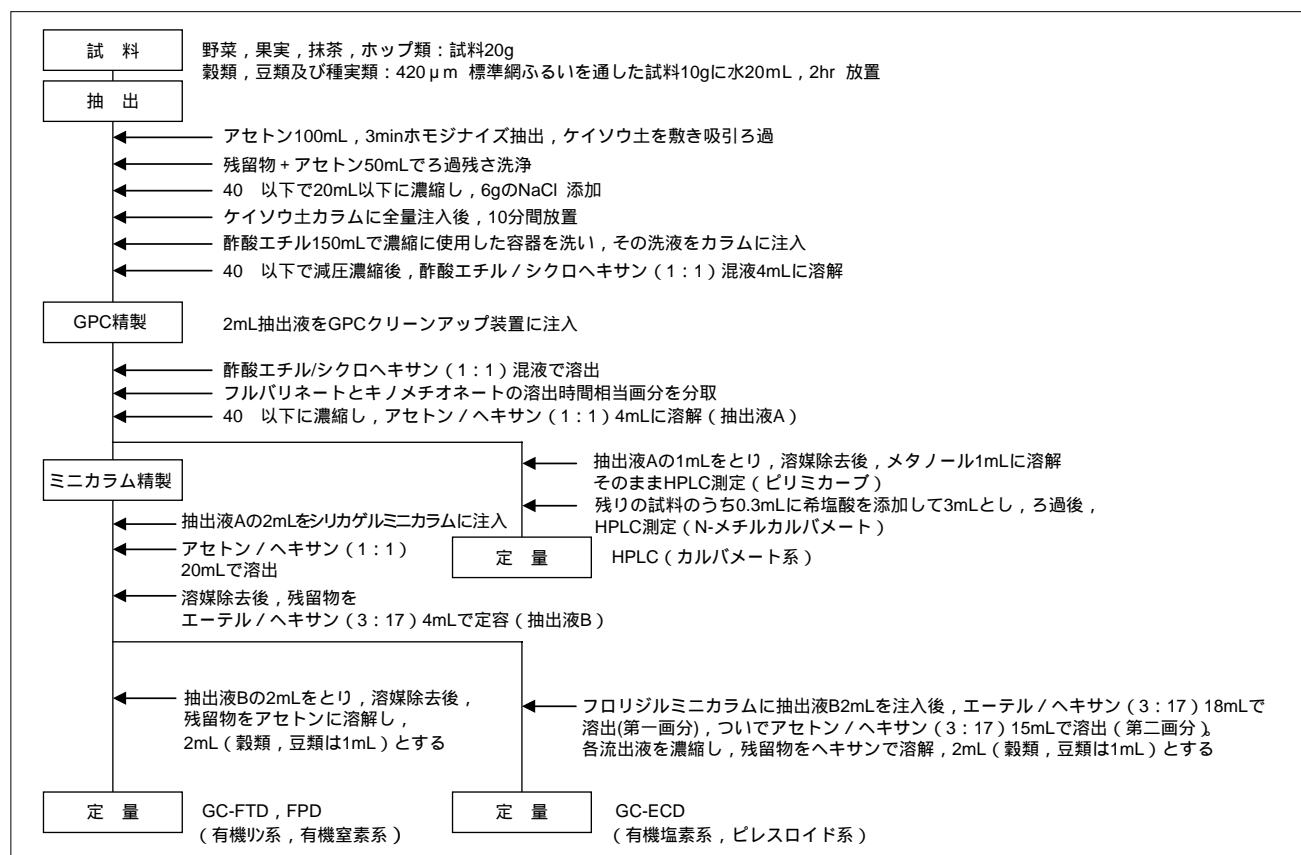 試　料
野菜，果実，抹茶，ホップ類：試料20g
穀類，豆類及び種実類：420μm 標準網ふるいを通した試料10gに水20mL，2hr 放置
抽　出
アセトン100mL，3minホモジナイズ抽出，ケイソウ土を敷き吸引ろ過
残留物 + アセトン50mLでろ過残さ洗浄
40　以下で20mL以下に濃縮し，6gのNaCl 添加
ケイソウ土カラムに全量注入後，10分間放置
酢酸エチル150mLで濃縮に使用した容器を洗い，その洗液をカラムに注入
40　以下で減圧濃縮後，酢酸エチル / シクロヘキサン（1：1）混液4mLに溶解
GPC精製
2mL抽出液をGPCクリーンアップ装置に注入
酢酸エチル/シクロヘキサン（1：1）混液で溶出
フルバリネートとキノメチオネートの溶出時間相当画分を分取
40　以下に濃縮し，アセトン / ヘキサン（1：1）4mLに溶解（抽出液A）
ミニカラム精製
抽出液Aの1mLをとり，溶媒除去後，メタノール1mLに溶解
そのままHPLC測定（ピリミカーブ）
残りの試料のうち0.3mLに希塩酸を添加して3mLとし，ろ過後，
HPLC測定（N-メチルカルバメート）
定　量
HPLC（カルバメート系）
抽出液Aの2mLをシリカゲルミニカラムに注入
アセトン / ヘキサン（1：1）
20mLで溶出
溶媒除去後，残留物を
エーテル / ヘキサン（3：17）4mLで定容（抽出液B）
抽出液Bの2mLをとり，溶媒除去後，
残留物をアセトンに溶解し，
2mL（穀類，豆類は1mL）とする
フロリジルミニカラムに抽出液B2mLを注入後，エーテル / ヘキサン（3：17）18mLで
溶出(第一画分)，ついでアセトン / ヘキサン（3：17）15mLで溶出（第二画分）。
各流出液を濃縮し，残留物をヘキサンで溶解，2mL（穀類，豆類は1mL）とする
定　量
GC-FTD，FPD
（有機リン系，有機窒素系）
定　量
GC-ECD
（有機塩素系，ピレスロイド系）